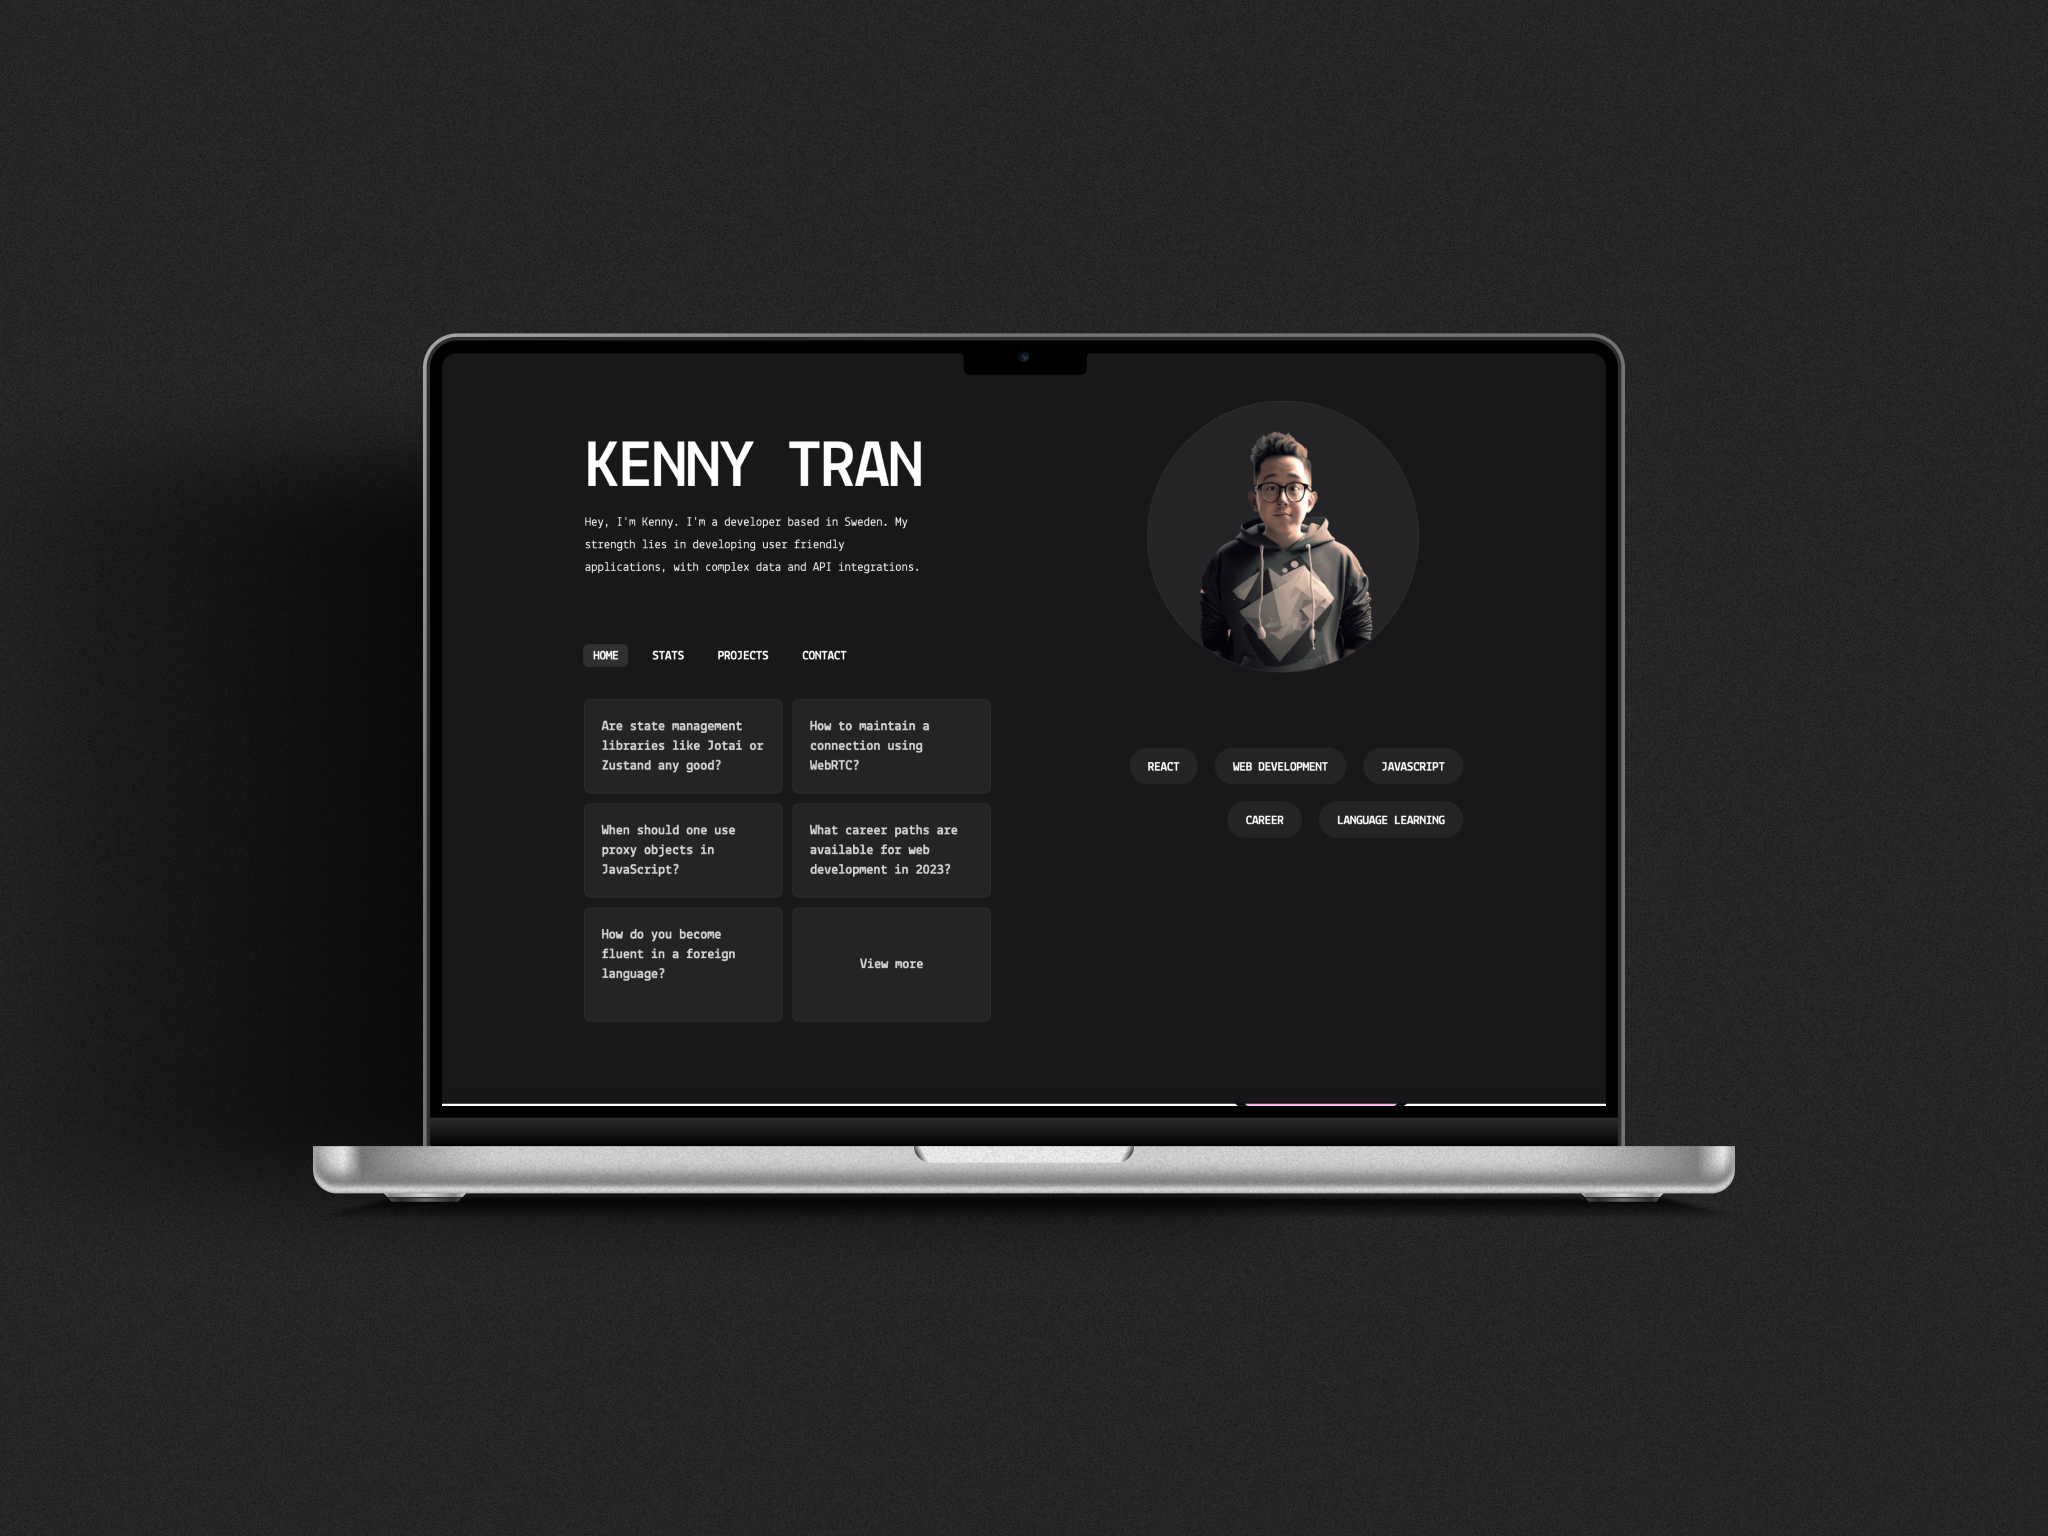 KENNY TRAN
Hey, I'm Kenny. I'm a developer based in Sweden. My
strength lies in developing user friendly
applications, with complex data and API integrations.
HOME
STATS
PROJECTS
CONTACT
Are state management
libraries like Jotai or
Zustand any good?
How to maintain a
connection using
WebRTC?
When should one use
proxy objects in
JavaScript?
What career paths are
available for web
development in 2023?
How do you become
fluent in a foreign
language?
View more
REACT
WEB DEVELOPMENT
JAVASCRIPT
CAREER
LANGUAGE LEARNING